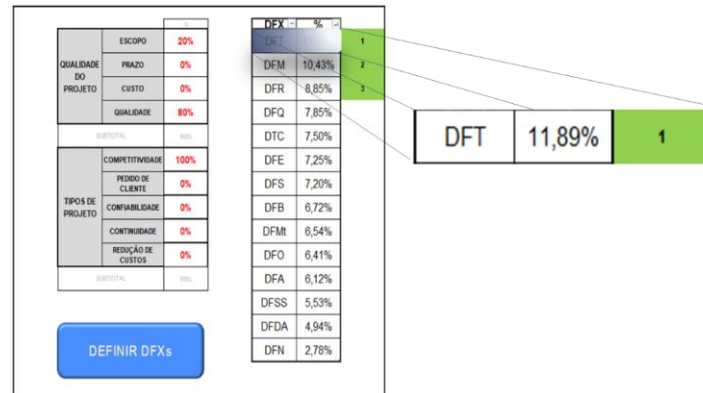 %
ESCOPO 20%
QUALIDADE DO PROJETO
PRAZO 0%
CUSTO 0%
QUALIDADE 80%
SUBTOTAL
COMPETITIVIDADE 100%
PEDIDO DE CLIENTE 0%
TIPOS DE PROJETO
CONFIABILIDADE 0%
CONTINUIDADE 0%
REDUÇÃO DE CUSTOS 0%
SUBTOTAL
DEFINIR DFXs
DFX %
DFT 1
DFM 10,43% 2
DFR 8,85% 3
DFQ 7,85%
DTC 7,50%
DFE 7,25%
DFS 7,20%
DFB 6,72%
DFMt 6,54%
DFO 6,41%
DFA 6,12%
DFSS 5,53%
DFDA 4,94%
DFN 2,78%
DFT 11,89% 1